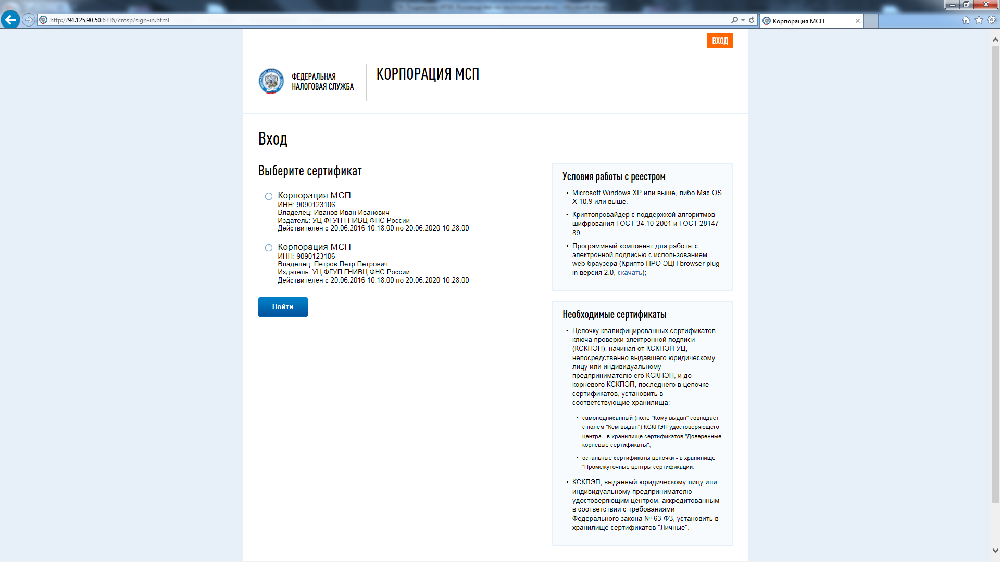 http://94.125.90.50:6336/cmsp/sign-in.html
Корпорация МСП
ВХОД
ФЕДЕРАЛЬНАЯ
НАЛОГОВАЯ СЛУЖБА
КОРПОРАЦИЯ МСП
Вход
Выберите сертификат
Корпорация МСП
ИНН: 9090123106
Владелец: Иванов Иван Иванович
Издатель: УЦ ФГУП ГНИВЦ ФНС России
Действителен с 20.06.2016 10:18:00 по 20.06.2020 10:28:00
Корпорация МСП
ИНН: 9090123106
Владелец: Петров Петр Петрович
Издатель: УЦ ФГУП ГНИВЦ ФНС России
Действителен с 20.06.2016 10:18:00 по 20.06.2020 10:28:00
Войти
Условия работы с реестром
• Microsoft Windows XP или выше, либо Mac OS
X 10.9 или выше.
• Криптопровайдер с поддержкой алгоритмов
шифрования ГОСТ 34.10-2001 и ГОСТ 28147-
89.
• Программный компонент для работы с
электронной подписью с использованием
web-браузера (Крипто ПРО ЭЦП browser plug-
in версия 2.0, скачать);
Необходимые сертификаты
• Цепочку квалифицированных сертификатов
ключа проверки электронной подписи
(КСКПЭП), начиная от КСКПЭП УЦ,
непосредственно выдавшего юридическому
лицу или индивидуальному
предпринимателю его КСКПЭП, и до
корневого КСКПЭП, последнего в цепочке
сертификатов, установить в
соответствующие хранилища:
• самоподписанный (поле "Кому выдан" совпадает
с полем "Кем выдан") КСКПЭП удостоверяющего
центра - в хранилище сертификатов "Доверенные
корневые сертификаты";
• остальные сертификаты цепочки - в хранилище
"Промежуточные центры сертификации.
• КСКПЭП, выданный юридическому лицу или
индивидуальному предпринимателю
удостоверяющим центром, аккредитованным
в соответствии с требованиями
Федерального закона № 63-ФЗ, установить в
хранилище сертификатов "Личные".